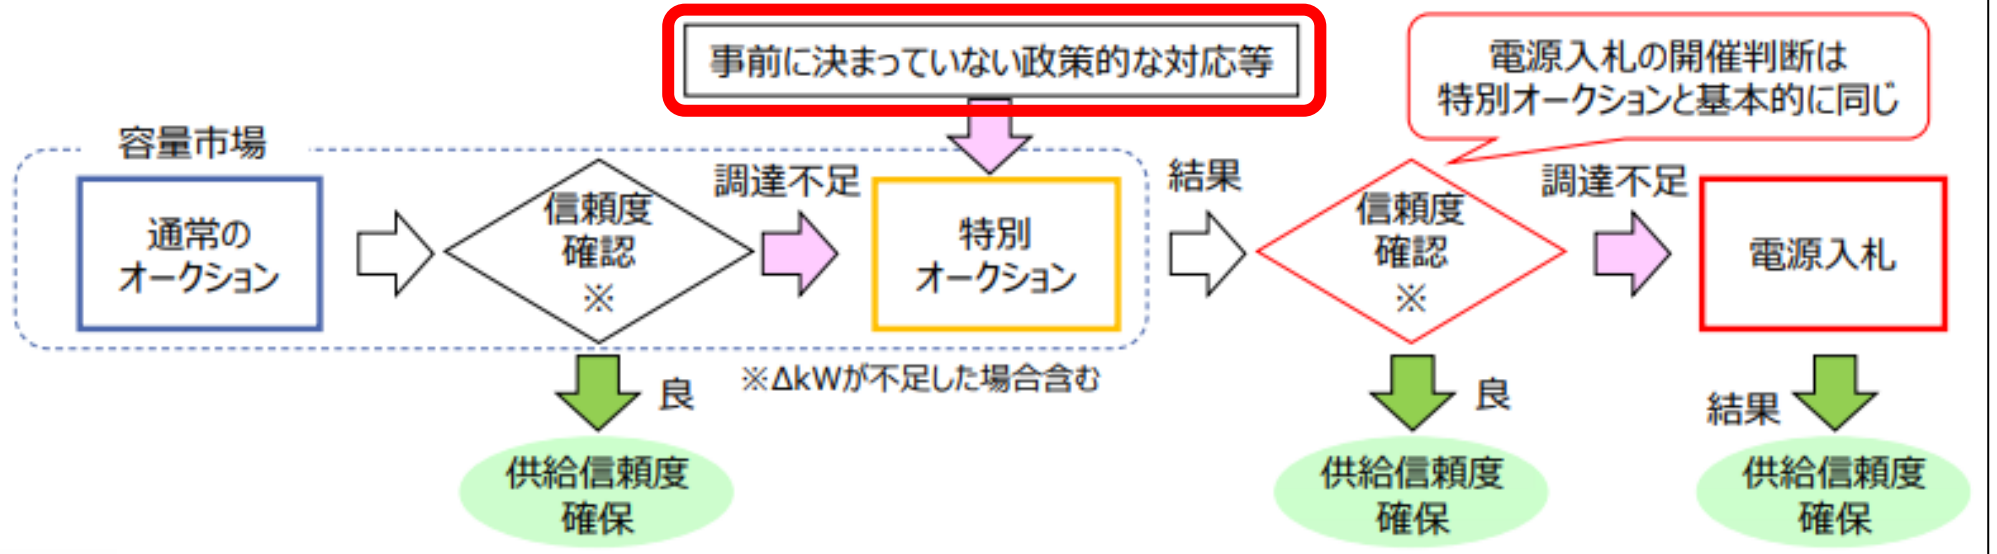 事前に決まっていない政策的な対応等
電源入札の開催判断は
特別オークションと基本的に同じ
容量市場
通常の
オークション
信頼度
確認
※
調達不足
特別
オークション
結果
信頼度
確認
※
調達不足
電源入札
※ΔkWが不足した場合含む
良
供給信頼度
確保
良
供給信頼度
確保
結果
供給信頼度
確保